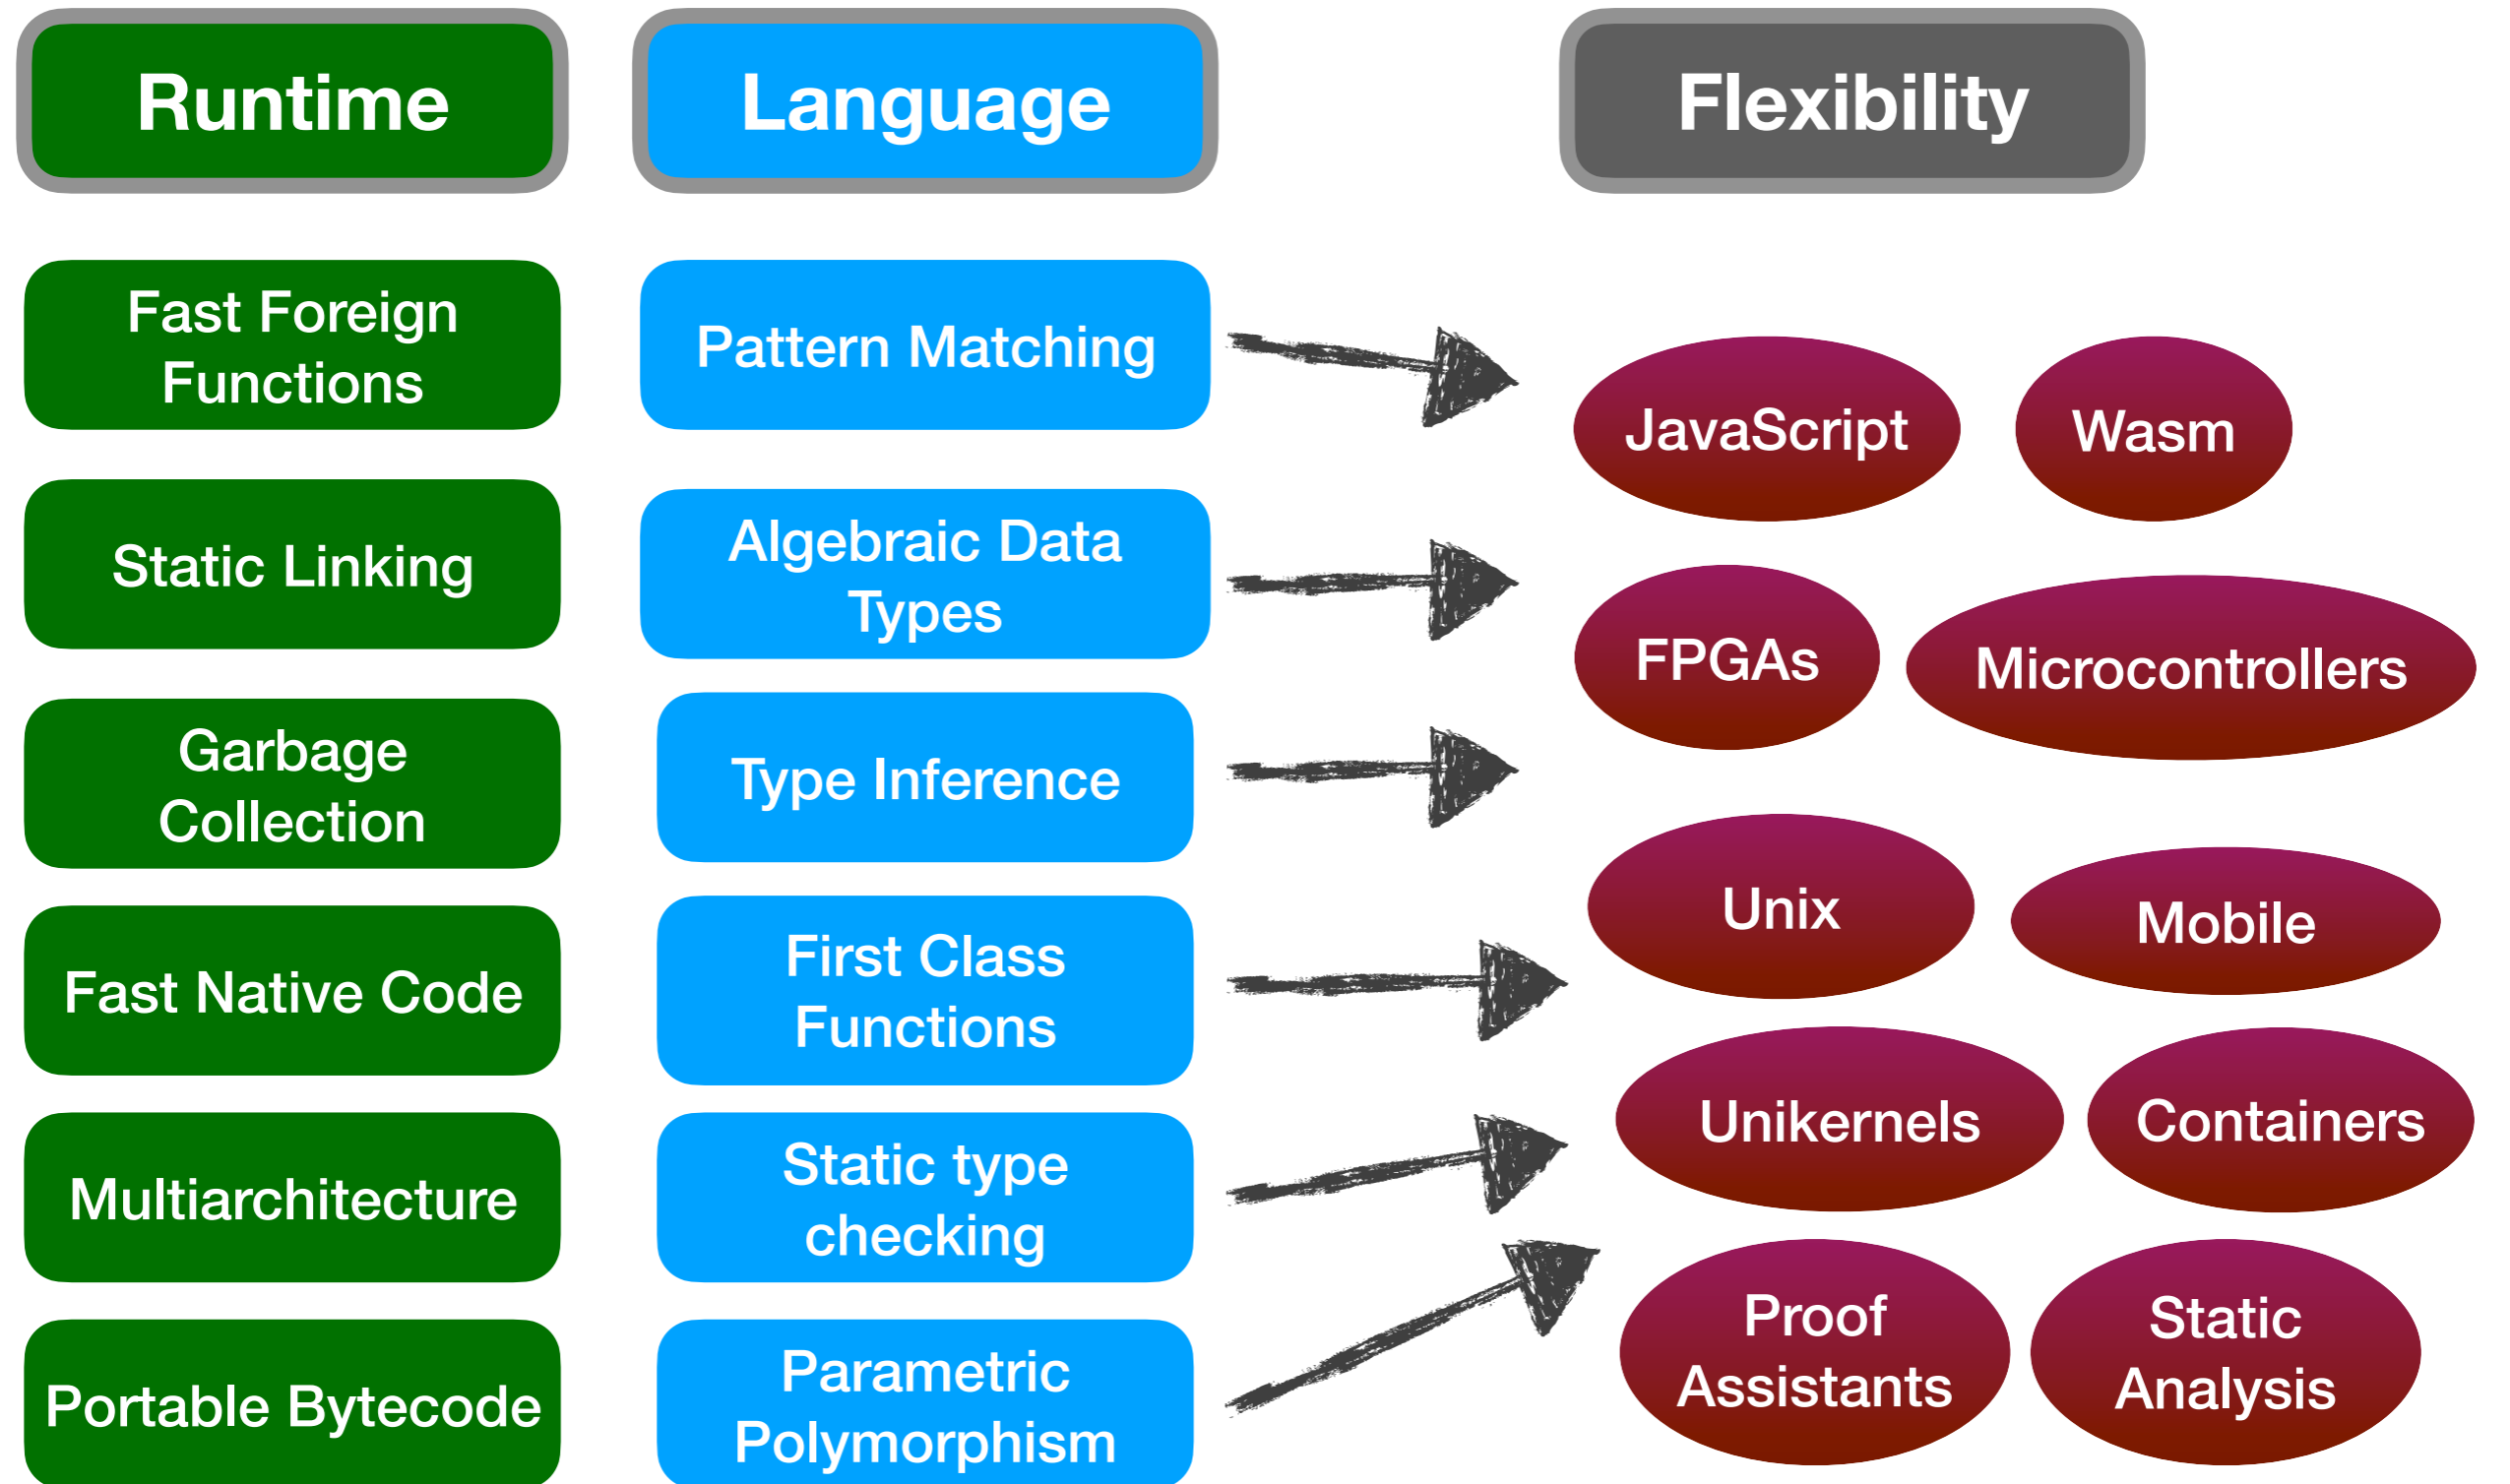 Runtime
Language
Flexibility
Fast Foreign
Functions
Static Linking
Garbage
Collection
Fast Native Code
Multiarchitecture
Portable Bytecode
Pattern Matching
Algebraic Data
Types
Type Inference
First Class
Functions
Static type
checking
Parametric
Polymorphism
JavaScript
Wasm
FPGAs
Microcontrollers
Unix
Mobile
Unikernels
Containers
Proof
Assistants
Static
Analysis